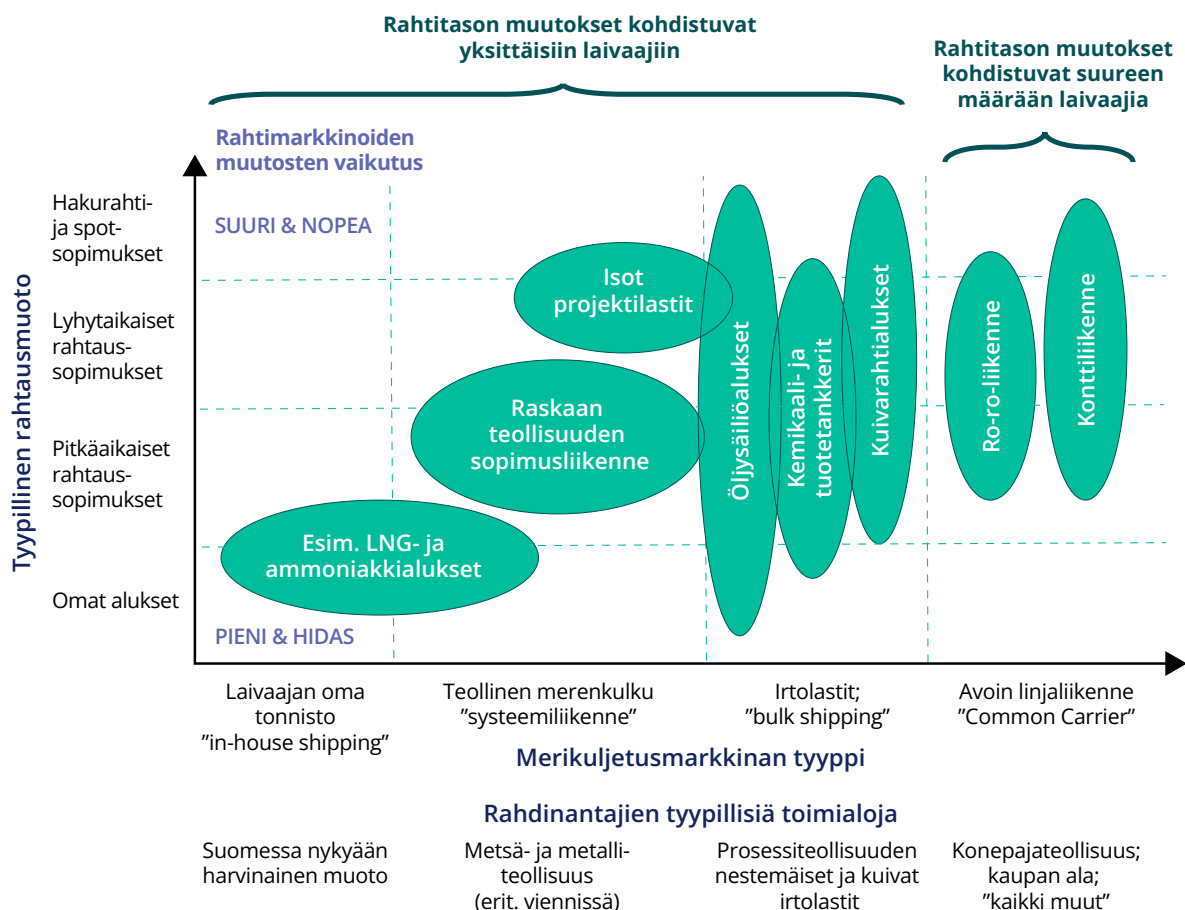 Rahtitason muutokset kohdistuvat
yksittäisiin laivaajiin
Rahtitason muutokset
kohdistuvat suureen
määrään laivaajia
Rahtimarkkinoiden
muutosten vaikutus
SUURI & NOPEA
Tyypillinen rahtausmuoto
Hakurahti-
ja spot-
sopimukset
Lyhytaikaiset
rahtaus-
sopimukset
Pitkäaikaiset
rahtaus-
sopimukset
Omat alukset
Isot
projektilastit
Raskaan
teollisuuden
sopimusliikenne
Esim. LNG- ja
ammoniakkialukset
Öljysäiliöalukset
Kemikaali- ja
tuotetankkerit
Kuivarahtialukset
Ro-ro-liikenne
Konttiliikenne
PIENI & HIDAS
Laivaajan oma
tonnisto
”in-house shipping”
Teollinen merenkulku
”systeemiliikenne”
Irtolastit;
”bulk shipping”
Avoin linjaliikenne
”Common Carrier”
Merikuljetusmarkkinan tyyppi
Rahdinantajien tyypillisiä toimialoja
Suomessa nykyään
harvinainen muoto
Metsä- ja metalli-
teollisuus
(erit. viennissä)
Prosessiteollisuuden
nestemäiset ja kuivat
irtolastit
Konepajateollisuus;
kaupan ala;
”kaikki muut”